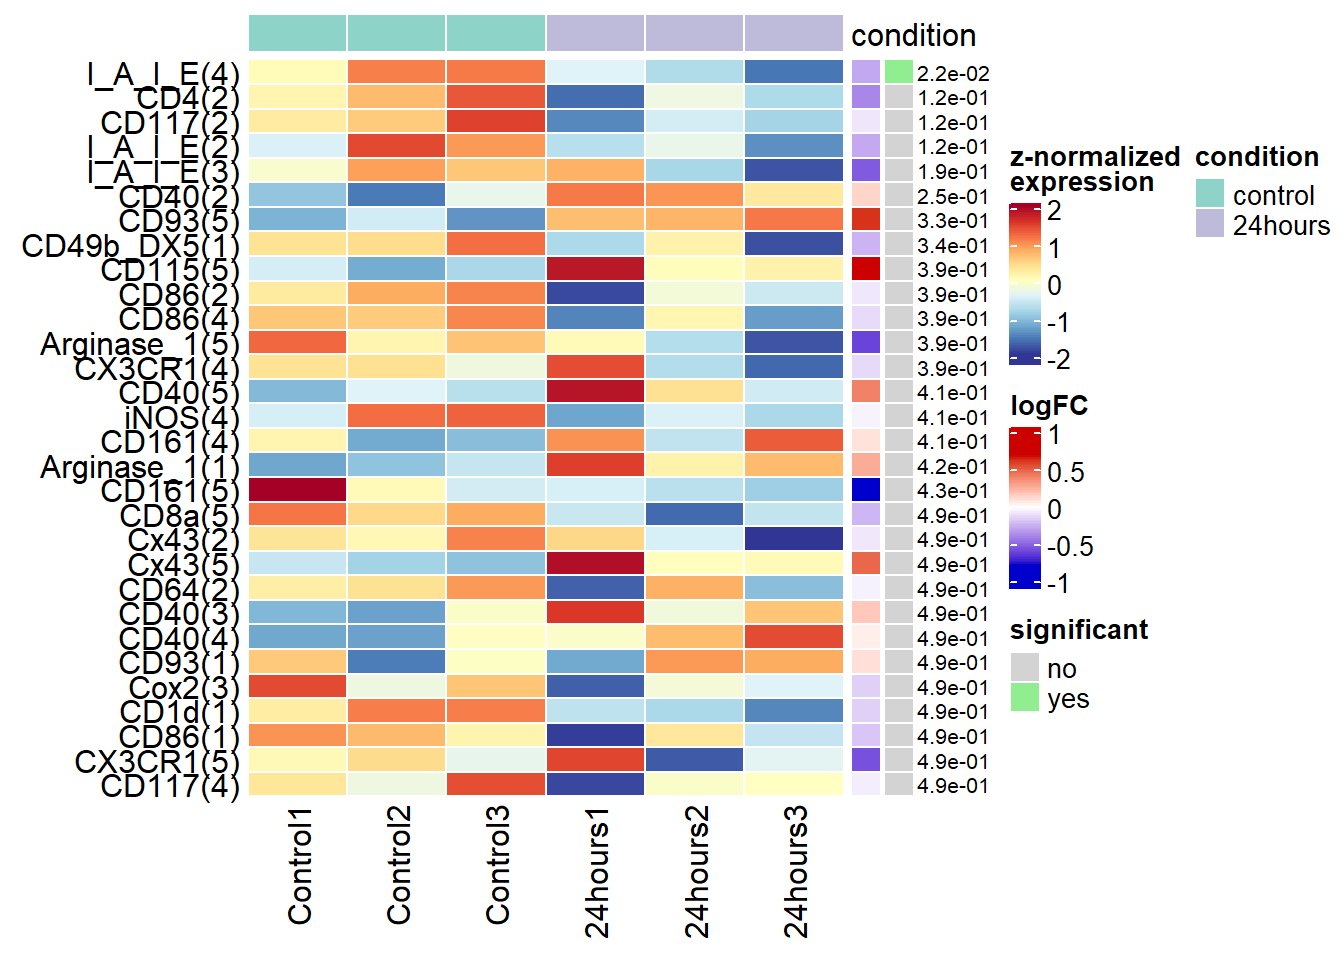 condition
I_A_I_E(4) 2.2e-02
CD4(2) 1.2e-01
CD117(2) 1.2e-01
I_A_I_E(2) 1.2e-01
I_A_I_E(3) 1.9e-01
CD40(2) 2.5e-01
CD93(5) 3.3e-01
CD49b_DX5(1) 3.4e-01
CD115(5) 3.9e-01
CD86(2) 3.9e-01
CD86(4) 3.9e-01
Arginase_1(5) 3.9e-01
CX3CR1(4) 3.9e-01
CD40(5) 4.1e-01
iNOS(4) 4.1e-01
CD161(4) 4.1e-01
Arginase_1(1) 4.2e-01
CD161(5) 4.3e-01
CD8a(5) 4.9e-01
Cx43(2) 4.9e-01
Cx43(5) 4.9e-01
CD64(2) 4.9e-01
CD40(3) 4.9e-01
CD40(4) 4.9e-01
CD93(1) 4.9e-01
Cox2(3) 4.9e-01
CD1d(1) 4.9e-01
CD86(1) 4.9e-01
CX3CR1(5) 4.9e-01
CD117(4) 4.9e-01
Control1
Control2
Control3
24hours1
24hours2
24hours3
z-normalized
expression
2
1
0
-1
-2
logFC
1
0.5
0
-0.5
-1
significant
no
yes
condition
control
24hours